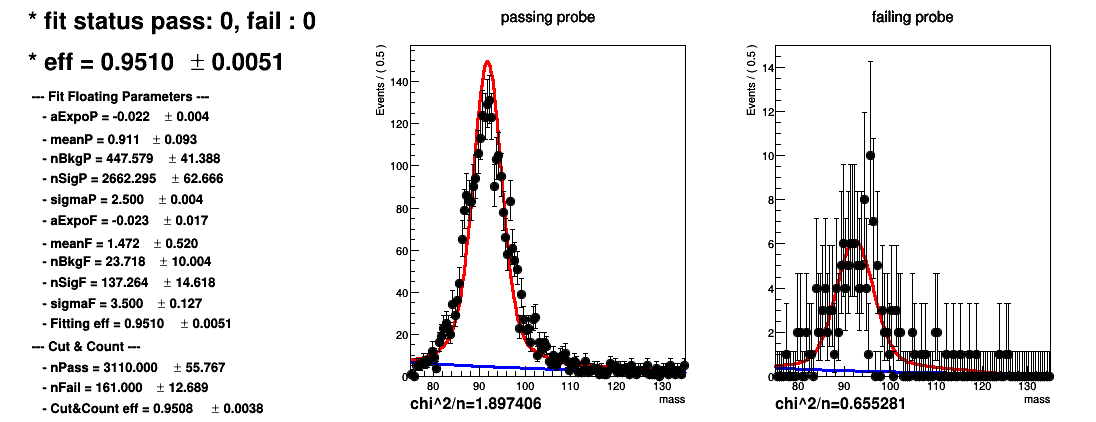 * fit status pass: 0, fail : 0
* eff = 0.9510 ± 0.0051
--- Fit Floating Parameters ---
- aExpoP = -0.022 ± 0.004
- meanP = 0.911 ± 0.093
- nBkgP = 447.579 ± 41.388
- nSigP = 2662.295 ± 62.666
- sigmaP = 2.500 ± 0.004
- aExpoF = -0.023 ± 0.017
- meanF = 1.472 ± 0.520
- nBkgF = 23.718 ± 10.004
- nSigF = 137.264 ± 14.618
- sigmaF = 3.500 ± 0.127
- Fitting eff = 0.9510 ± 0.0051
--- Cut & Count ---
- nPass = 3110.000 ± 55.767
- nFail = 161.000 ± 12.689
- Cut&Count eff = 0.9508 ± 0.0038
passing probe
Events / ( 0.5 )
140
120
100
80
60
40
20
0
80 90 100 110 120 130
mass
chi^2/n=1.897406
failing probe
Events / ( 0.5 )
14
12
10
8
6
4
2
0
80 90 100 110 120 130
mass
chi^2/n=0.655281